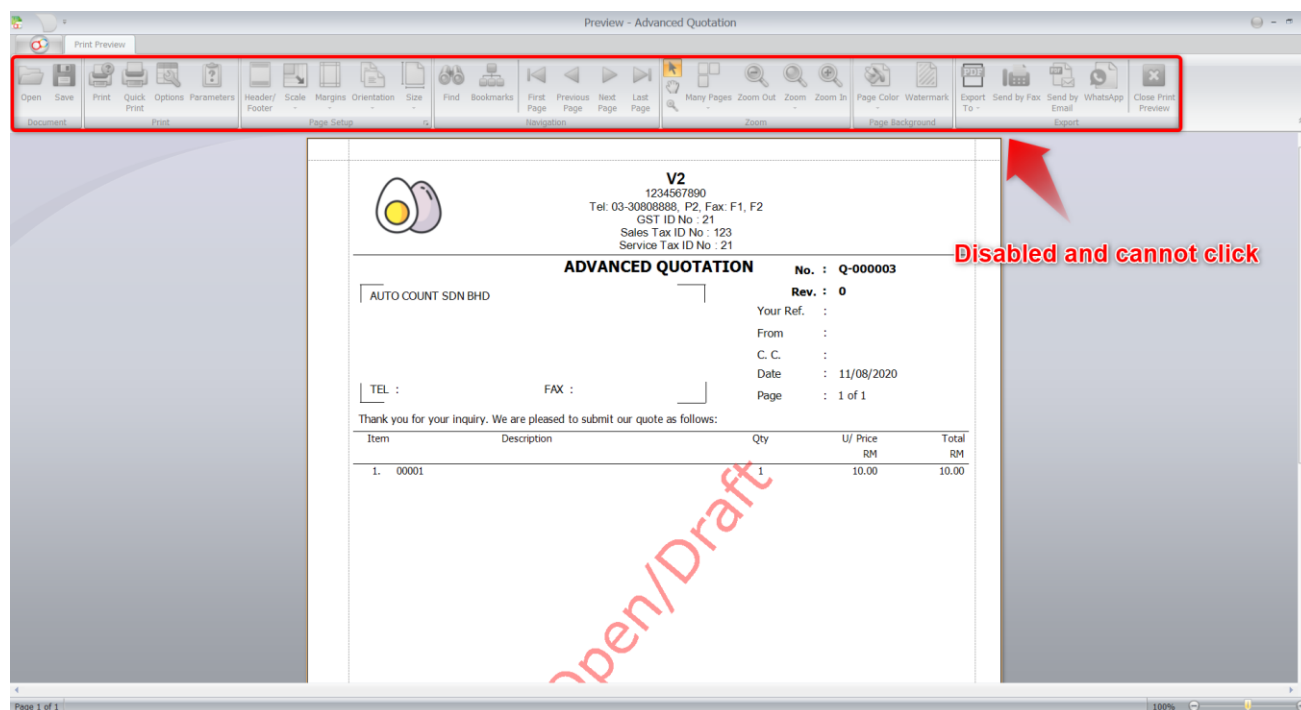 Preview - Advanced Quotation
Print Preview
Open Save Print Quick Print Options Parameters Header/ Footer Scale Margins Orientation Size Find Bookmarks First Page Previous Page Next Page Last Page Many Pages Zoom Out Zoom Zoom In Page Color Watermark Export To Send by Fax Send by Email WhatsApp Close Print Preview
Document Print Page Setup Navigation Zoom Page Background Export
V2
1234567890
Tel: 03-30808888, P2, Fax: F1, F2
GST ID No : 21
Sales Tax ID No : 123
Service Tax ID No : 21
Disabled and cannot click
ADVANCED QUOTATION No. : Q-000003
AUTO COUNT SDN BHD Rev. : 0
Your Ref. :
From :
C. C. :
Date : 11/08/2020
TEL : FAX :
Page : 1 of 1
Thank you for your inquiry. We are pleased to submit our quote as follows:
Item Description Qty U/ Price Total
RM RM
1. 00001 1 10.00 10.00
Open/Draft
Page 1 of 1 100%